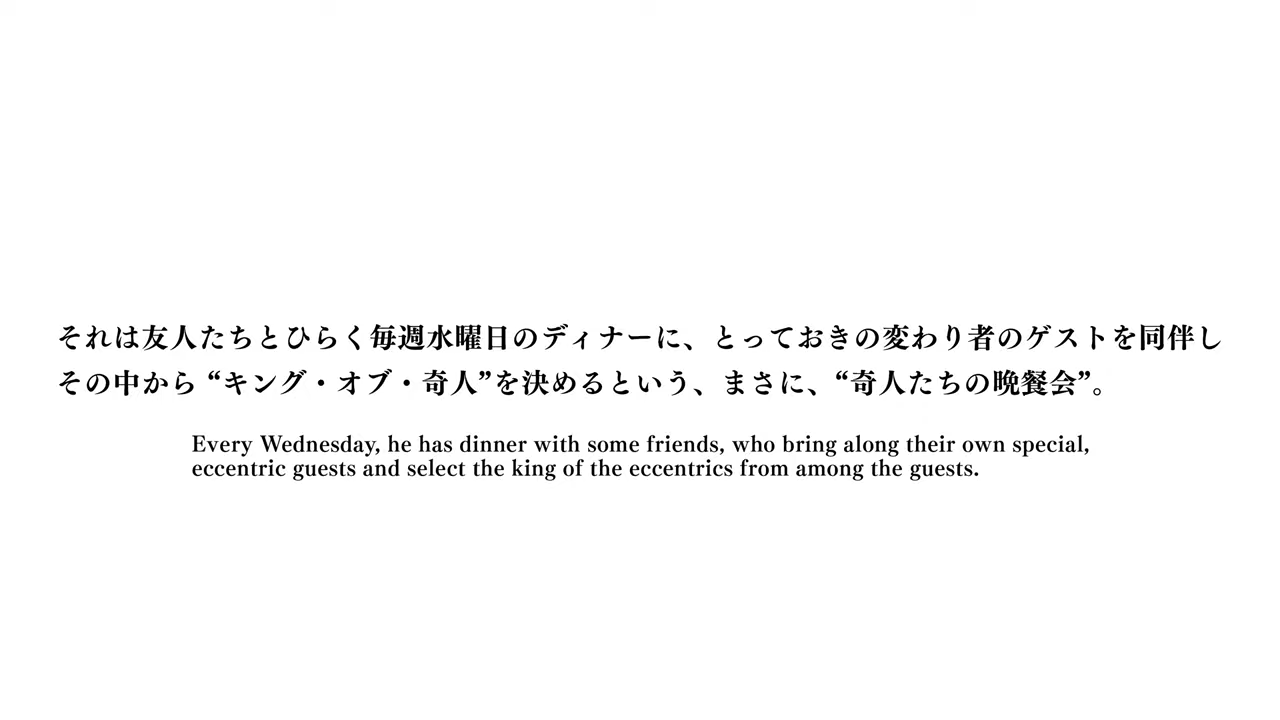 それは友人たちとひらく毎週水曜日のディナーに、とっておきの変わり者のゲストを同伴し
その中から “キング・オブ・奇人”を決めるという、まさに、“奇人たちの晩餐会”。
Every Wednesday, he has dinner with some friends, who bring along their own special,
eccentric guests and select the king of the eccentrics from among the guests.